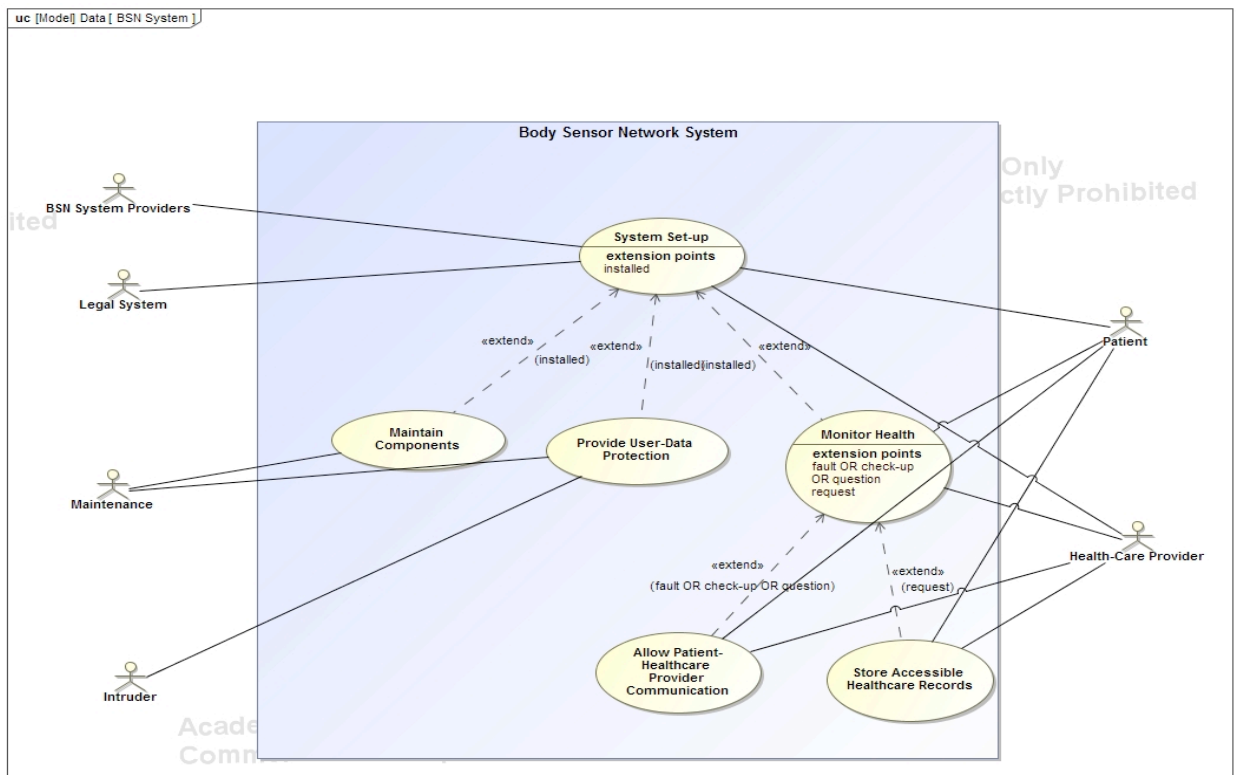 uc [Model] Data [ BSN System ]
Body Sensor Network System
Only
ctly Prohibited
ited
BSN System Providers
System Set-up
extension points
installed
Legal System
Patient
«extend»
(installed)
«extend»
(installed)
«extend»
(installed)
Maintain
Components
Provide User-Data
Protection
Monitor Health
extension points
fault OR check-up
OR question
request
Maintenance
Health-Care Provider
«extend»
(fault OR check-up OR question)
«extend»
(request)
Allow Patient-
Healthcare
Provider
Communication
Store Accessible
Healthcare Records
Intruder
Acade
Comm